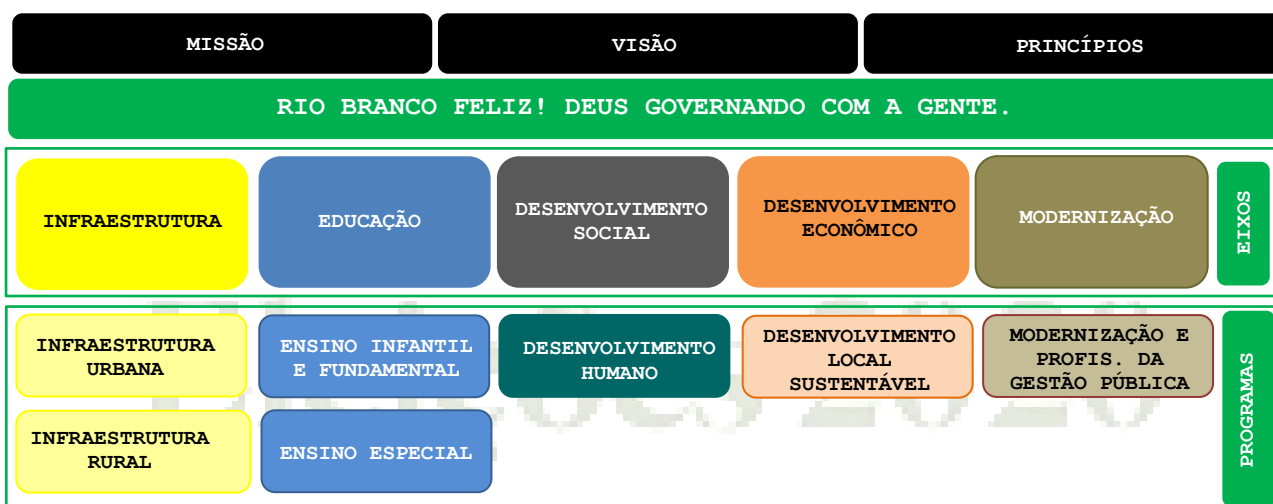 MISSÃO
VISÃO
PRINCÍPIOS
RIO BRANCO FELIZ! DEUS GOVERNANDO COM A GENTE.
INFRAESTRUTURA
EDUCAÇÃO
DESENVOLVIMENTO
SOCIAL
DESENVOLVIMENTO
ECONÔMICO
MODERNIZAÇÃO
EIXOS
INFRAESTRUTURA
URBANA
ENSINO INFANTIL
E FUNDAMENTAL
DESENVOLVIMENTO
HUMANO
DESENVOLVIMENTO
LOCAL
SUSTENTÁVEL
MODERNIZAÇÃO E
PROFIS. DA
GESTÃO PÚBLICA
PROGRAMAS
INFRAESTRUTURA
RURAL
ENSINO ESPECIAL
2020